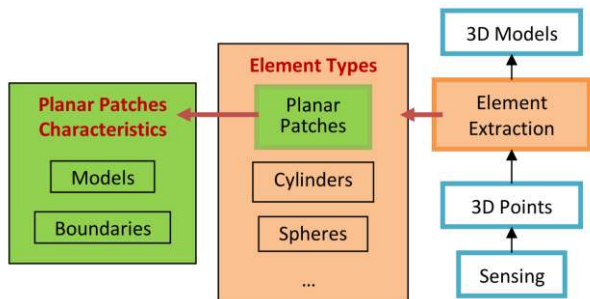 Planar Patches
Characteristics
Models
Boundaries
Element Types
Planar
Patches
Cylinders
Spheres
...
3D Models
Element
Extraction
3D Points
Sensing